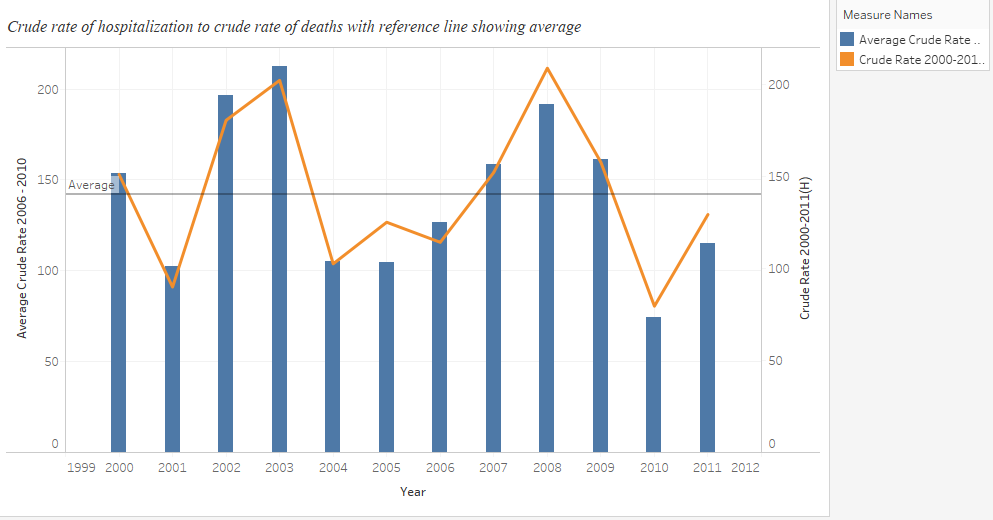 Crude rate of hospitalization to crude rate of deaths with reference line showing average
Measure Names
Average Crude Rate ..
Crude Rate 2000-201..
Average Crude Rate 2006 - 2010
200
150
100
50
0
Average
200
150
100
50
0
Crude Rate 2000-2011(H)
1999 2000 2001 2002 2003 2004 2005 2006 2007 2008 2009 2010 2011 2012
Year